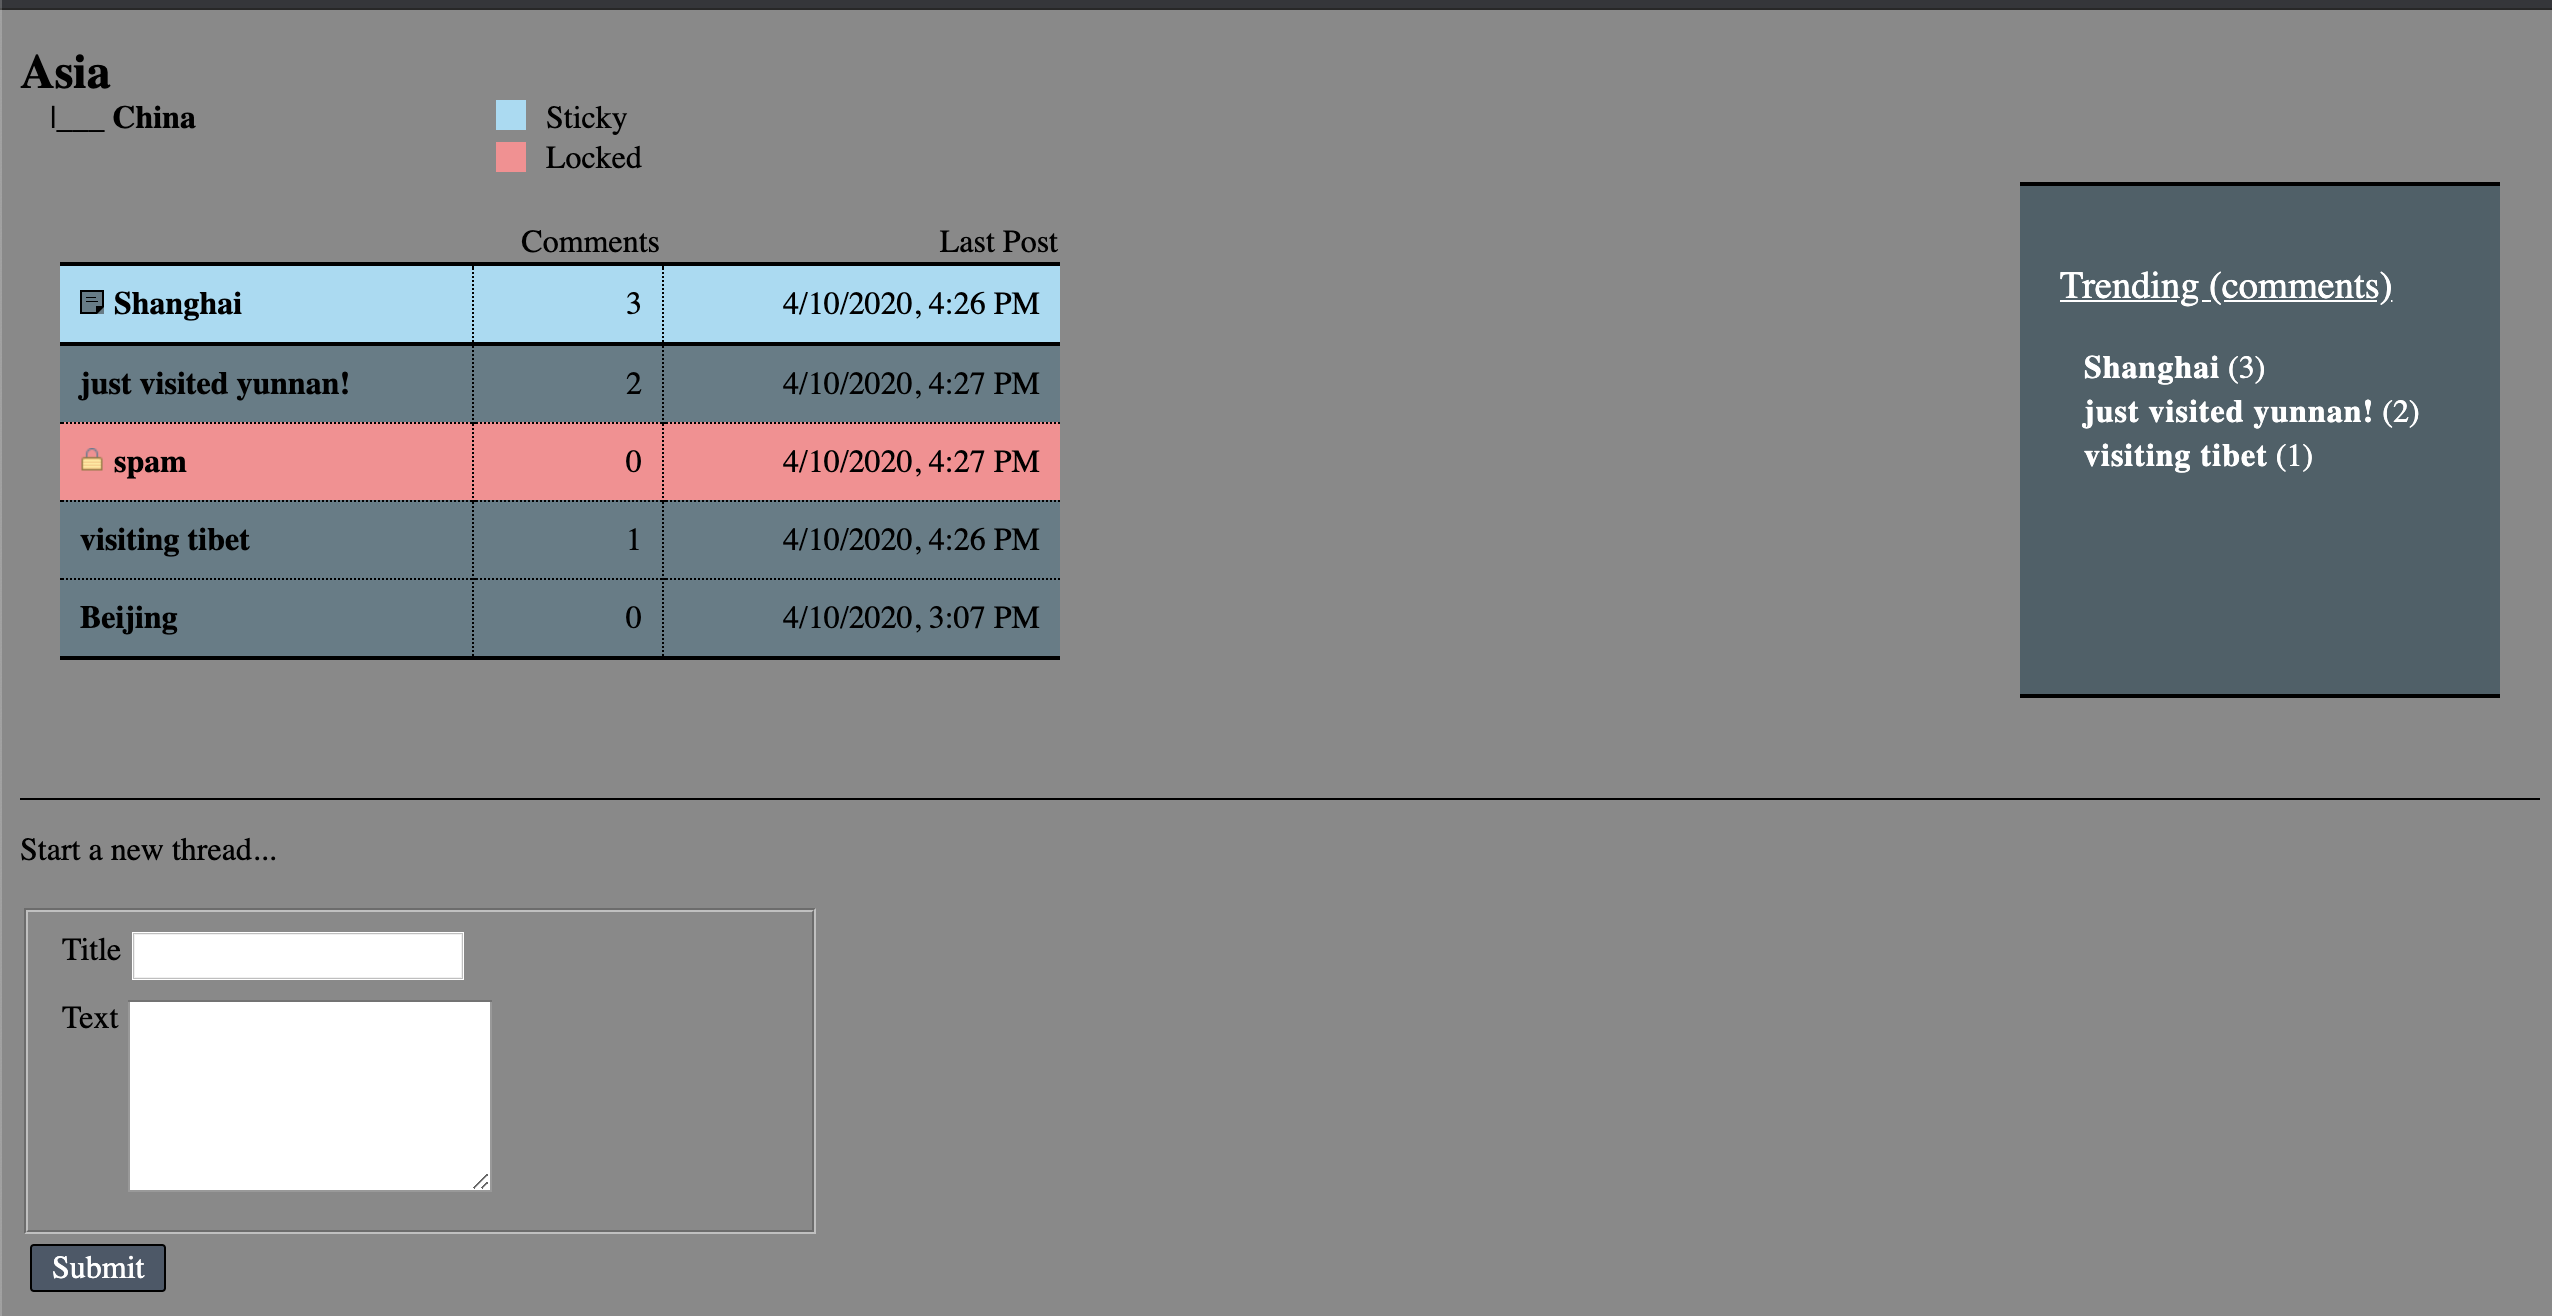 Asia
|___ China
Sticky
Locked
Comments Last Post
Shanghai 3 4/10/2020, 4:26 PM
just visited yunnan! 2 4/10/2020, 4:27 PM
spam 0 4/10/2020, 4:27 PM
visiting tibet 1 4/10/2020, 4:26 PM
Beijing 0 4/10/2020, 3:07 PM
Trending (comments)
Shanghai (3)
just visited yunnan! (2)
visiting tibet (1)
Start a new thread...
Title
Text
Submit